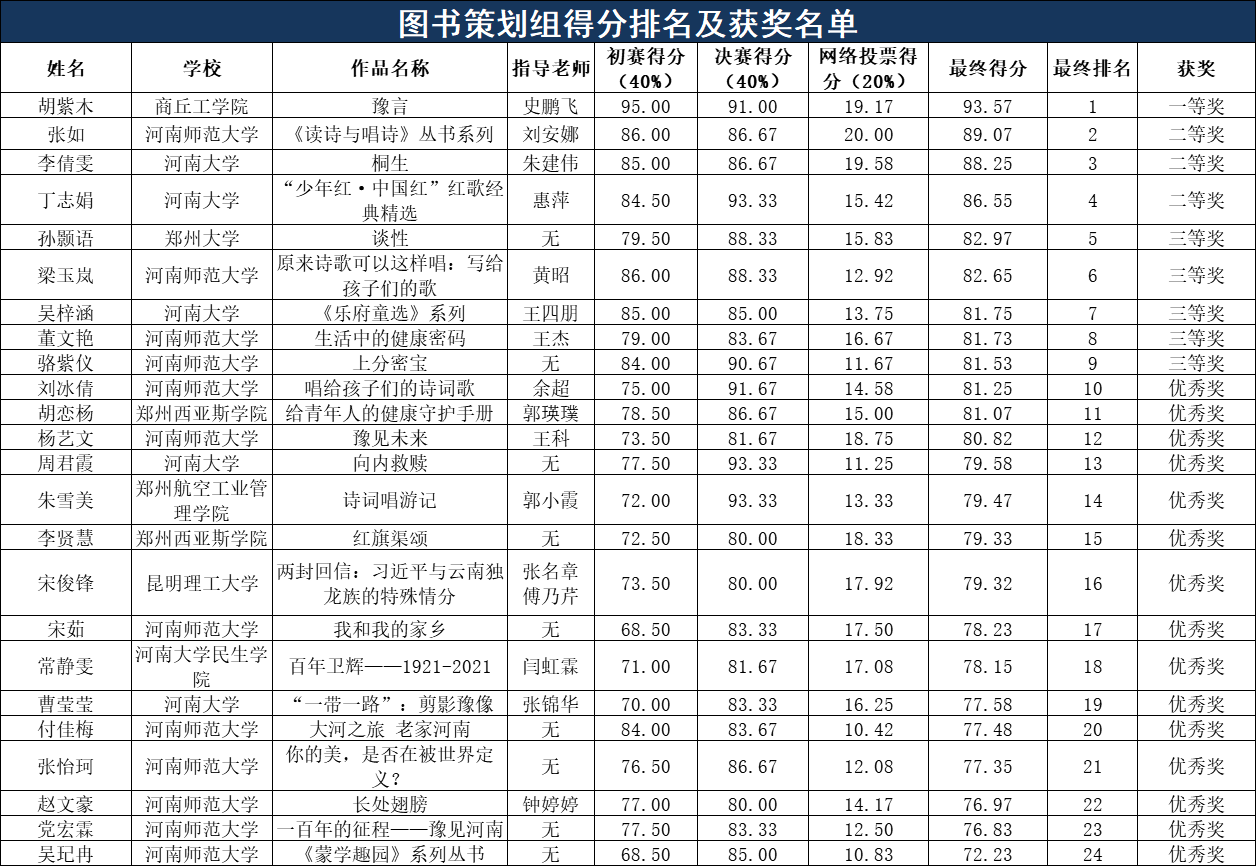 图书策划组得分排名及获奖名单
姓名 学校 作品名称 指导老师 初赛得分（40%） 决赛得分（40%） 网络投票得分（20%） 最终得分 最终排名 获奖
胡紫木 商丘工学院 豫言 史鹏飞 95.00 91.00 19.17 93.57 1 一等奖
张如 河南师范大学 《读诗与唱诗》丛书系列 刘安娜 86.00 86.67 20.00 89.07 2 二等奖
李倩雯 河南大学 桐生 朱建伟 85.00 86.67 19.58 88.25 3 二等奖
丁志娟 河南大学 “少年红·中国红”红歌经典精选 惠萍 84.50 93.33 15.42 86.55 4 二等奖
孙颢语 郑州大学 谈性 无 79.50 88.33 15.83 82.97 5 三等奖
梁玉岚 河南师范大学 原来诗歌可以这样唱：写给孩子们的歌 黄昭 86.00 88.33 12.92 82.65 6 三等奖
吴梓涵 河南大学 《乐府童选》系列 王四朋 85.00 85.00 13.75 81.75 7 三等奖
董文艳 河南师范大学 生活中的健康密码 王杰 79.00 83.67 16.67 81.73 8 三等奖
骆紫仪 河南师范大学 上分密宝 无 84.00 90.67 11.67 81.53 9 三等奖
刘冰倩 河南师范大学 唱给孩子们的诗词歌 余超 75.00 91.67 14.58 81.25 10 优秀奖
胡恋杨 郑州西亚斯学院 给青年人的健康守护手册 郭瑛璞 78.50 86.67 15.00 81.07 11 优秀奖
杨艺文 河南师范大学 豫见未来 王科 73.50 81.67 18.75 80.82 12 优秀奖
周君霞 河南大学 向内救赎 无 77.50 93.33 11.25 79.58 13 优秀奖
朱雪美 郑州航空工业管理学院 诗词唱游记 郭小霞 72.00 93.33 13.33 79.47 14 优秀奖
李贤慧 郑州西亚斯学院 红旗渠颂 无 72.50 80.00 18.33 79.33 15 优秀奖
宋俊锋 昆明理工大学 两封回信：习近平与云南独龙族的特殊情分 张名章 傅乃芹 73.50 80.00 17.92 79.32 16 优秀奖
宋茹 河南师范大学 我和我的家乡 无 68.50 83.33 17.50 78.23 17 优秀奖
常静雯 河南大学民生学院 百年卫辉——1921-2021 闫虹霖 71.00 81.67 17.08 78.15 18 优秀奖
曹莹莹 河南大学 “一带一路”：剪影豫像 张锦华 70.00 83.33 16.25 77.58 19 优秀奖
付佳梅 河南师范大学 大河之旅 老家河南 无 84.00 83.67 10.42 77.48 20 优秀奖
张怡珂 河南师范大学 你的美，是否在被世界定义？ 无 76.50 86.67 12.08 77.35 21 优秀奖
赵文豪 河南师范大学 长处翅膀 钟婷婷 77.00 80.00 14.17 76.97 22 优秀奖
党宏霖 河南师范大学 一百年的征程——豫见河南 无 77.50 83.33 12.50 76.83 23 优秀奖
吴玘冉 河南师范大学 《蒙学趣园》系列丛书 无 68.50 85.00 10.83 72.23 24 优秀奖